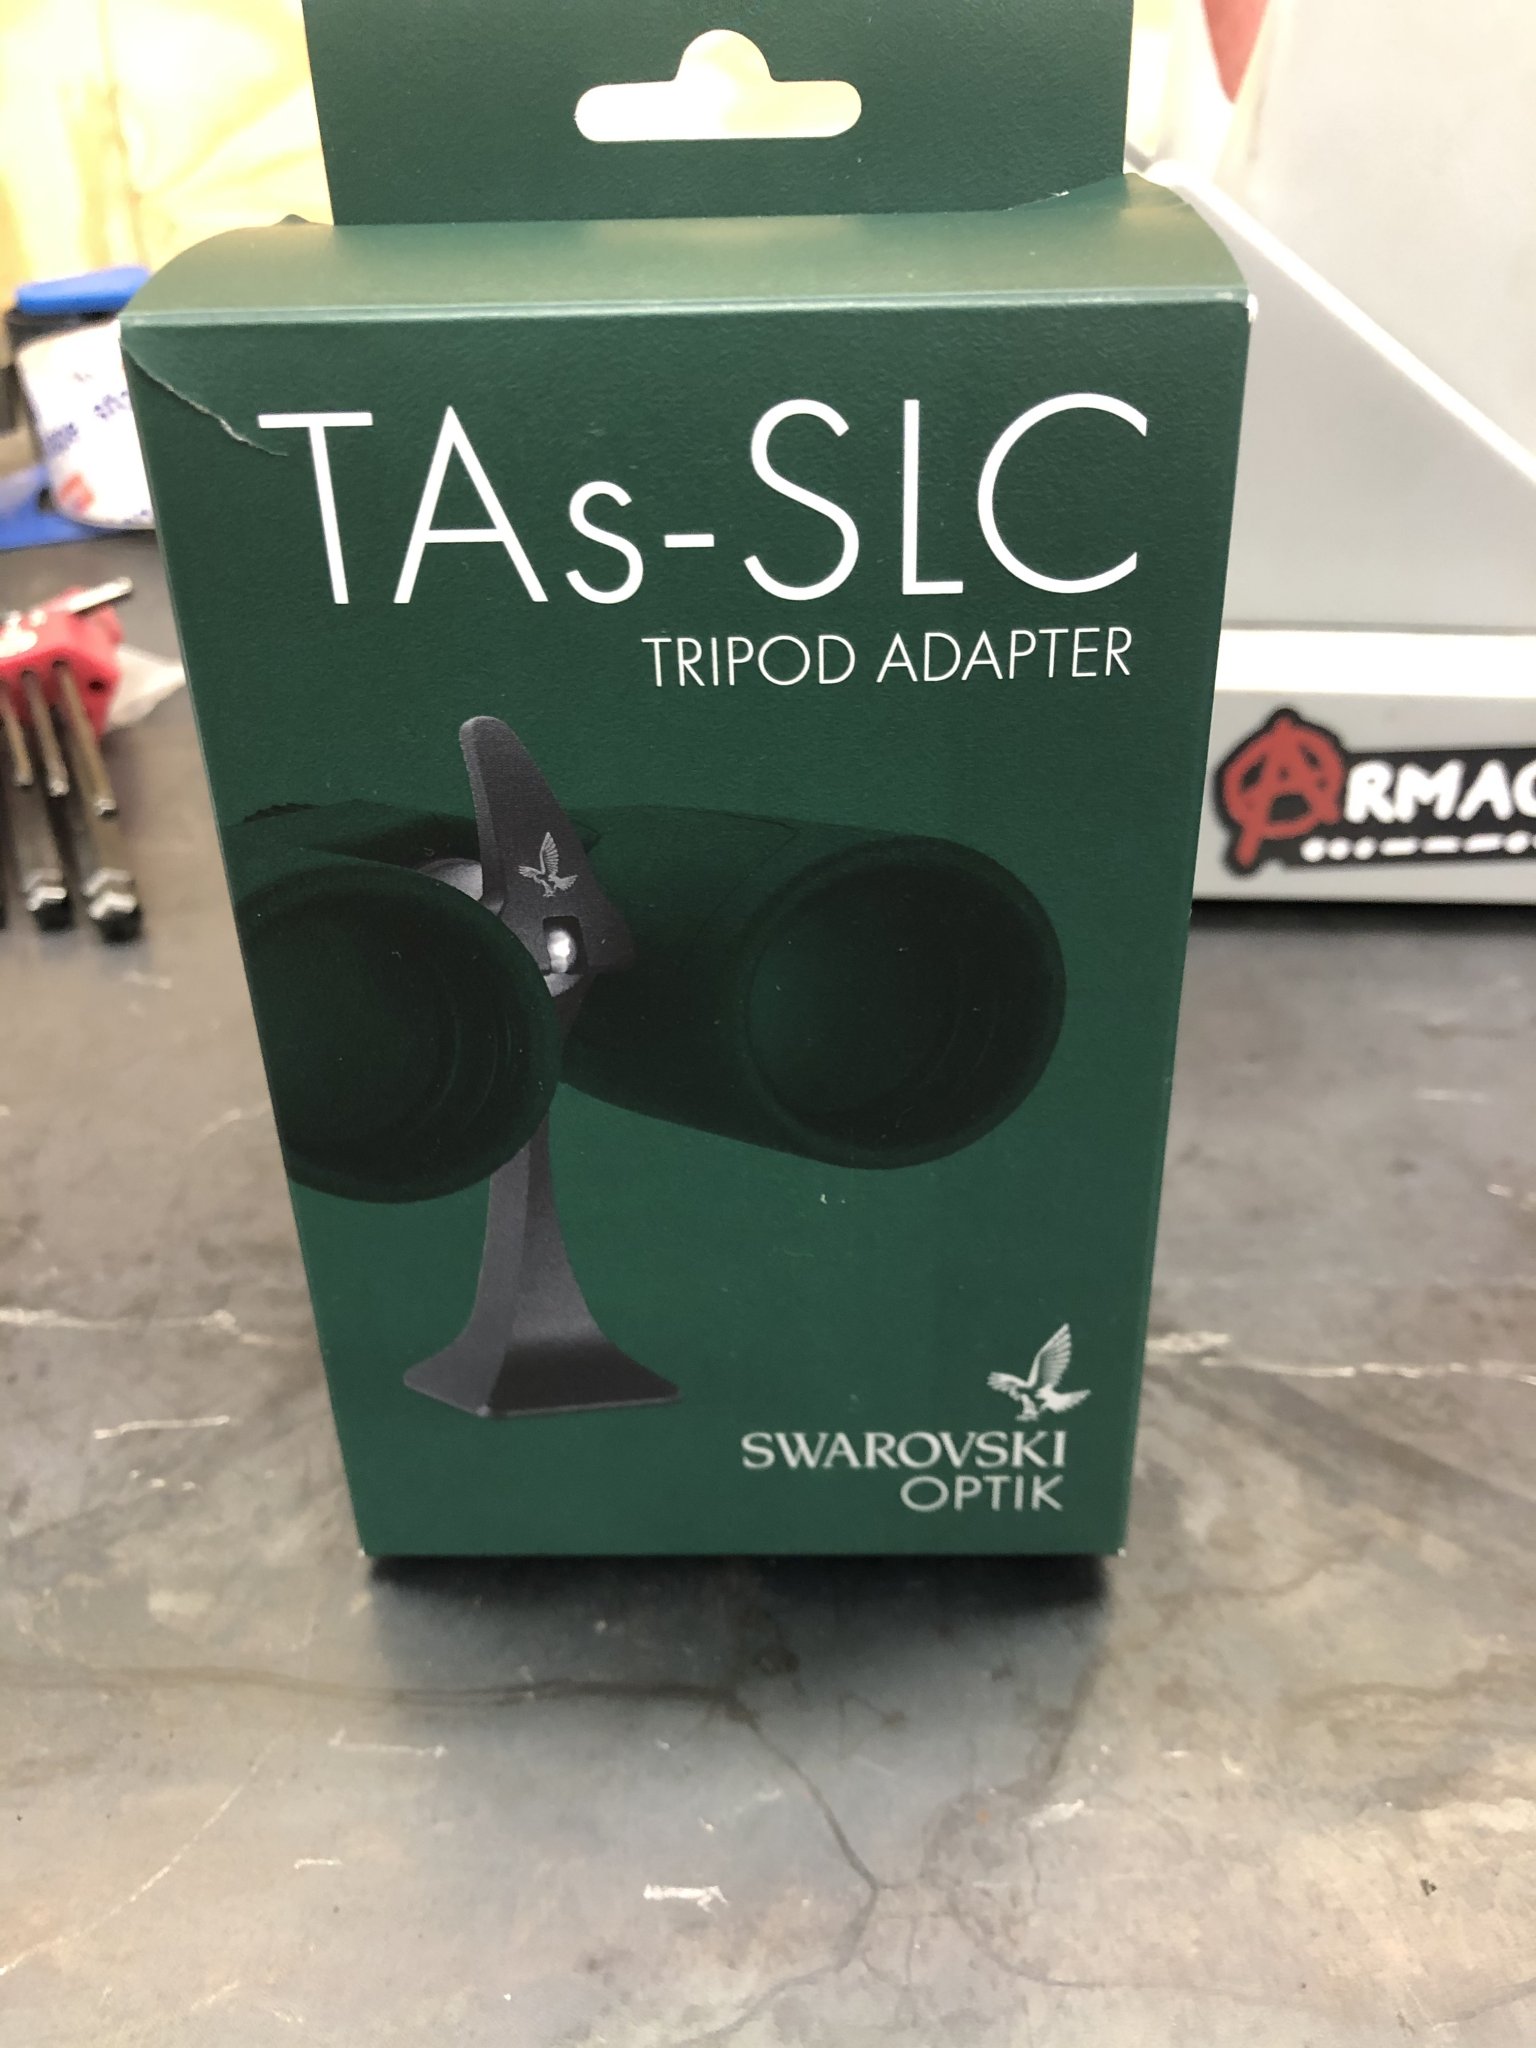 TAs-SLC
TRIPOD ADAPTER
SWAROVSKI
OPTIK